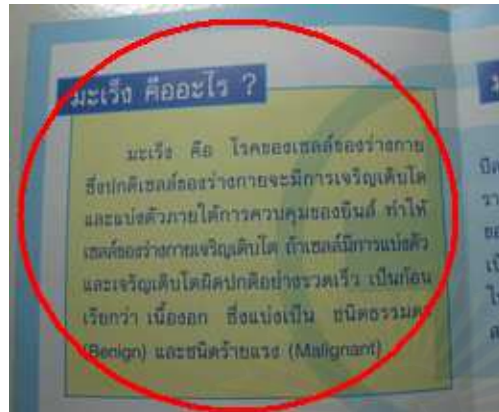 มะเร็ง คืออะไร ?
มะเร็ง คือ โรคของเซลล์ของร่างกาย
ซึ่งปกติเซลล์ของร่างกายจะมีการเจริญเติบโต
และแบ่งตัวภายใต้การควบคุมของยีนส์ ทำให้
เซลล์ของร่างกายเจริญเติบโต ถ้าเซลล์มีการแบ่งตัว
และเจริญเติบโตผิดปกติอย่างรวดเร็ว เป็นก้อน
เรียกว่า เนื้องอก ซึ่งแบ่งเป็น ชนิดธรรมดา
(Benign) และชนิดร้ายแรง (Malignant)